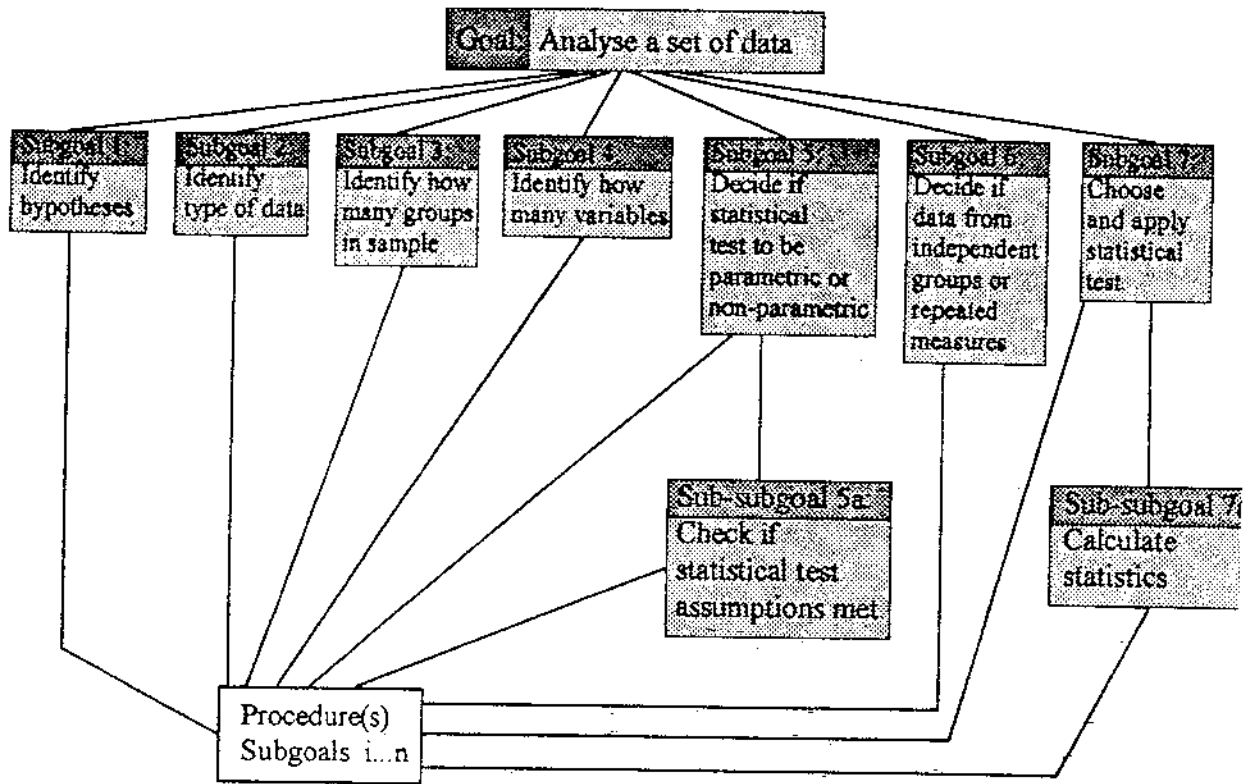 Goal: Analyse a set of data
Subgoal 1:
Identify
hypotheses
Subgoal 2:
Identify
type of data
Subgoal 3:
Identify how
many groups
in sample
Subgoal 4:
Identify how
many variables
Subgoal 5:
Decide if
statistical
test to be
parametric or
non-parametric
Subgoal 6:
Decide if
data from
independent
groups or
repeated
measures
Subgoal 7:
Choose
and apply
statistical
test
Sub-subgoal 5a:
Check if
statistical test
assumptions met
Sub-subgoal
Calculate
statistics
Procedure(s)
Subgoals i...n